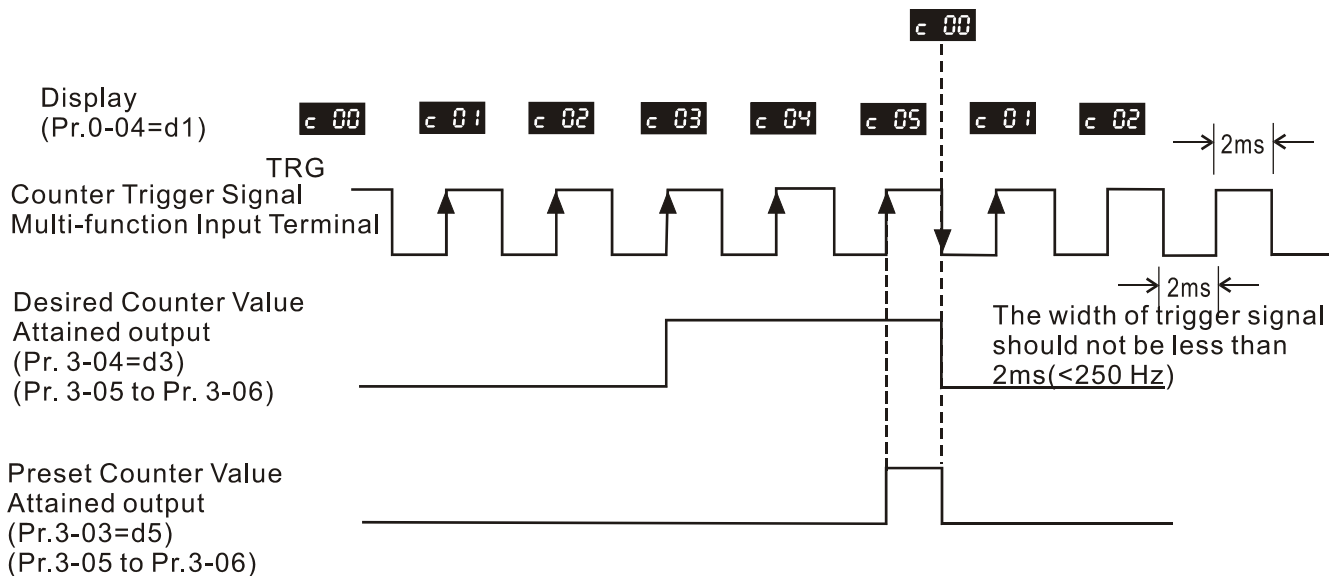 c 00
Display
(Pr.0-04=d1)
c 00 c 01 c 02 c 03 c 04 c 05 c 01 c 02
2ms
TRG
Counter Trigger Signal
Multi-function Input Terminal
2ms
Desired Counter Value
Attained output
(Pr. 3-04=d3)
(Pr. 3-05 to Pr. 3-06)
The width of trigger signal
should not be less than
2ms(<250 Hz)
Preset Counter Value
Attained output
(Pr.3-03=d5)
(Pr.3-05 to Pr.3-06)